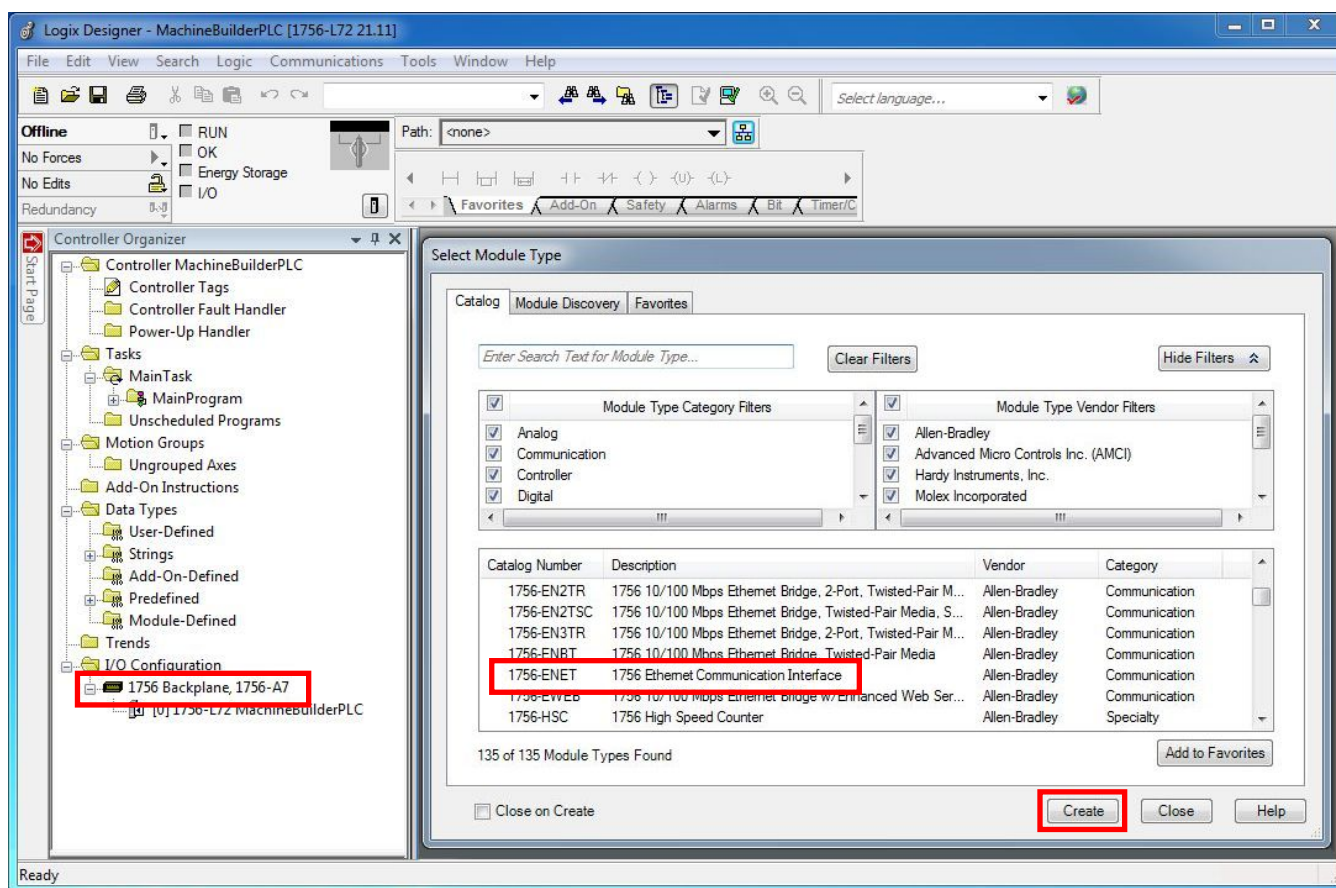 Logix Designer - MachineBuilderPLC [1756-L72 21.11]
File Edit View Search Logic Communications Tools Window Help
Select language...
Offline
RUN
Path: <none>
No Forces
OK
Energy Storage
No Edits
I/O
Redundancy
Favorites Add-On Safety Alarms Bit Timer/C
Start Page
Controller Organizer
Controller MachineBuilderPLC
Controller Tags
Controller Fault Handler
Power-Up Handler
Tasks
MainTask
MainProgram
Unscheduled Programs
Motion Groups
Ungrouped Axes
Add-On Instructions
Data Types
User-Defined
Strings
Add-On-Defined
Predefined
Module-Defined
Trends
I/O Configuration
1756 Backplane, 1756-A7
[0] 1756-L72 MachineBuilderPLC
Select Module Type
Catalog Module Discovery Favorites
Enter Search Text for Module Type...
Clear Filters
Hide Filters
Module Type Category Filters
Analog
Communication
Controller
Digital
Module Type Vendor Filters
Allen-Bradley
Advanced Micro Controls Inc. (AMCI)
Hardy Instruments, Inc.
Molex Incorporated
Catalog Number Description Vendor Category
1756-EN2TR 1756 10/100 Mbps Ethernet Bridge, 2-Port, Twisted-Pair M... Allen-Bradley Communication
1756-EN2TSC 1756 10/100 Mbps Ethernet Bridge, Twisted-Pair Media, S... Allen-Bradley Communication
1756-EN3TR 1756 10/100 Mbps Ethernet Bridge, 2-Port, Twisted-Pair M... Allen-Bradley Communication
1756-ENBT 1756 10/100 Mbps Ethernet Bridge, Twisted-Pair Media Allen-Bradley Communication
1756-ENET 1756 Ethernet Communication Interface Allen-Bradley Communication
1756-EWEB 1756 10/100 Mbps Ethernet Bridge w/Enhanced Web Ser... Allen-Bradley Communication
1756-HSC 1756 High Speed Counter Allen-Bradley Specialty
135 of 135 Module Types Found
Add to Favorites
Close on Create
Create
Close
Help
Ready